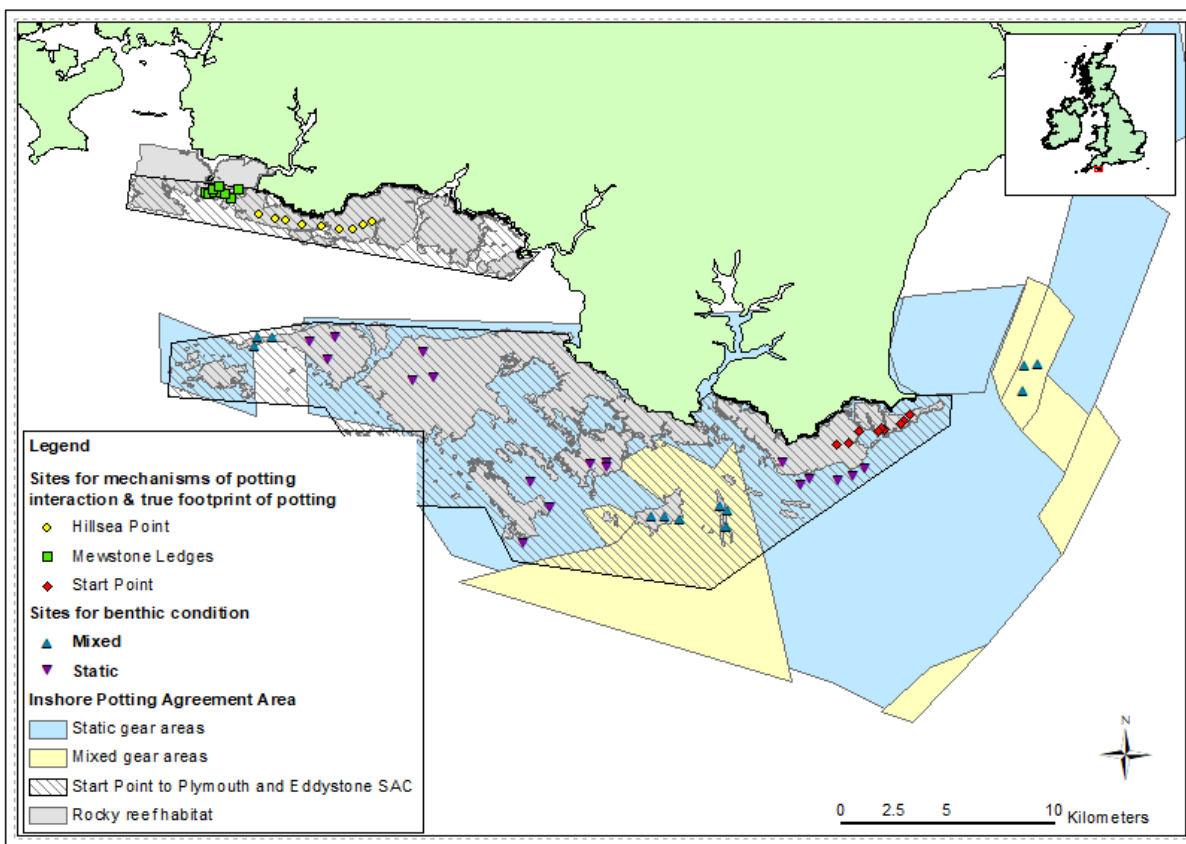 Legend
Sites for mechanisms of potting
interaction & true footprint of potting
Hillsea Point
Mewstone Ledges
Start Point
Sites for benthic condition
Mixed
Static
Inshore Potting Agreement Area
Static gear areas
Mixed gear areas
Start Point to Plymouth and Eddystone SAC
Rocky reef habitat
N
0 2.5 5 10 Kilometers